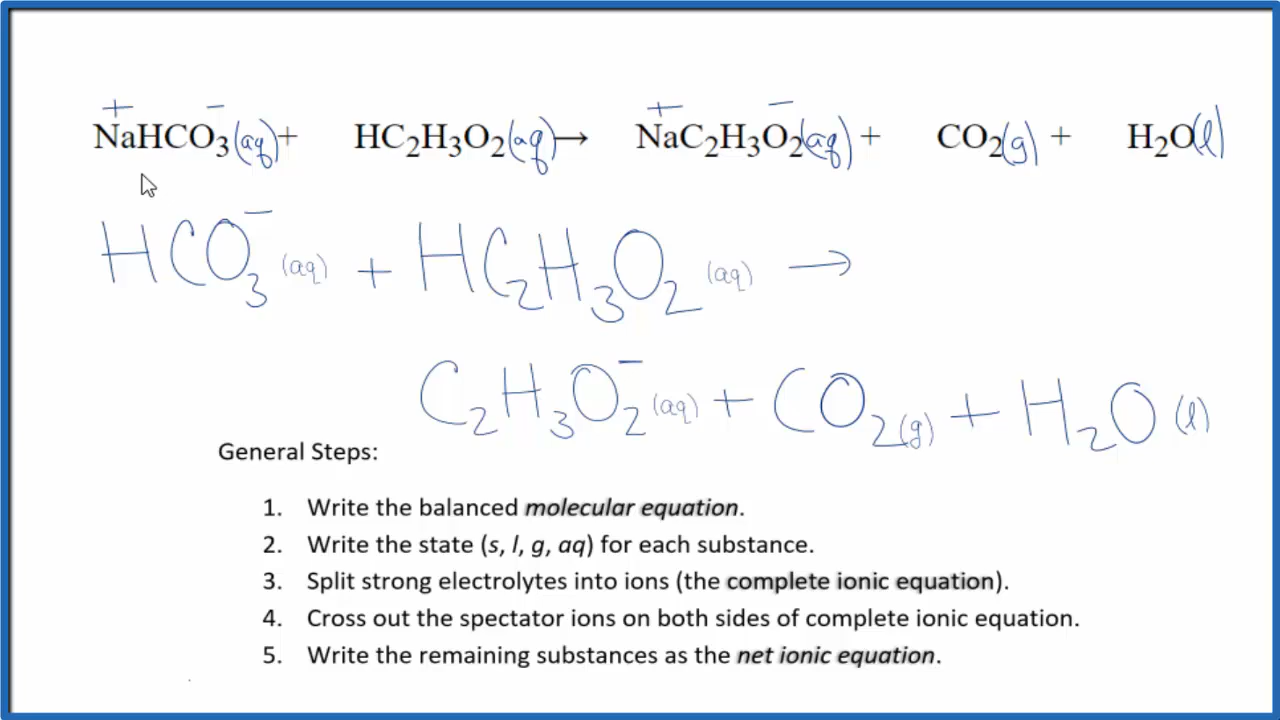 + − + −
NaHCO₃(aq) + HC₂H₃O₂(aq) → NaC₂H₃O₂(aq) + CO₂(g) + H₂O(l)
HCO₃⁻(aq) + HC₂H₃O₂(aq) →
C₂H₃O₂⁻(aq) + CO₂(g) + H₂O(l)
General Steps:
1. Write the balanced molecular equation.
2. Write the state (s, l, g, aq) for each substance.
3. Split strong electrolytes into ions (the complete ionic equation).
4. Cross out the spectator ions on both sides of complete ionic equation.
5. Write the remaining substances as the net ionic equation.